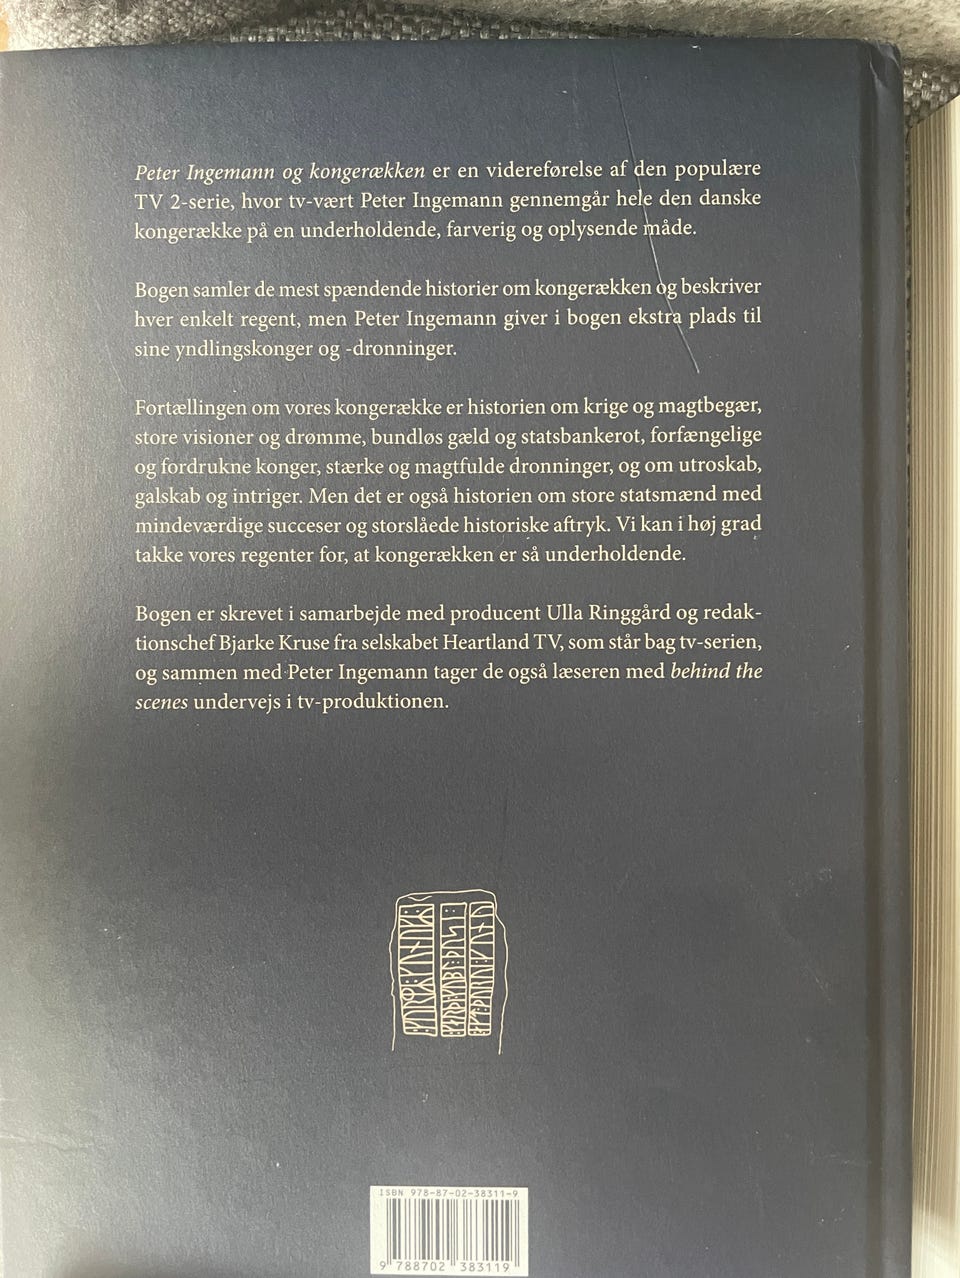 Peter Ingemann og kongerækken er en videreførelse af den populære
TV 2-serie, hvor tv-vært Peter Ingemann gennemgår hele den danske
kongerække på en underholdende, farverig og oplysende måde.
Bogen samler de mest spændende historier om kongerækken og beskriver
hver enkelt regent, men Peter Ingemann giver i bogen ekstra plads til
sine yndlingskonger og -dronninger.
Fortællingen om vores kongerække er historien om krige og magtbegær,
store visioner og drømme, bundløs gæld og statsbankerot, forfængelige
og fordrukne konger, stærke og magtfulde dronninger, og om utroskab,
galskab og intriger. Men det er også historien om store statsmænd med
mindeværdige succeser og storslåede historiske aftryk. Vi kan i høj grad
takke vores regenter for, at kongerækken er så underholdende.
Bogen er skrevet i samarbejde med producent Ulla Ringgård og redak-
tionschef Bjarke Kruse fra selskabet Heartland TV, som står bag tv-serien,
og sammen med Peter Ingemann tager de også læseren med behind the
scenes undervejs i tv-produktionen.
ISBN 978-87-02-38311-9
9 788702 383119